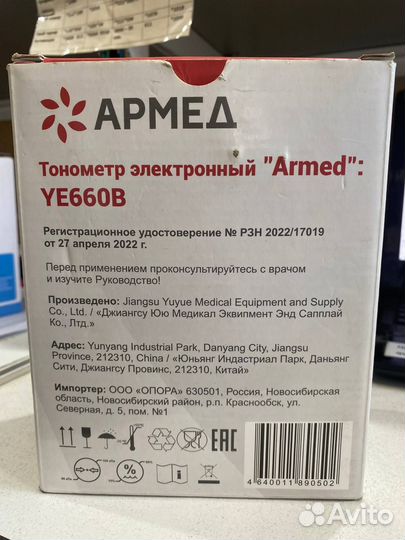 АРМЕД
Тонометр электронный "Armed":
YE660B
Регистрационное удостоверение № РЗН 2022/17019
от 27 апреля 2022 г.
Перед применением проконсультируйтесь с врачом
и изучите Руководство!
Произведено: Jiangsu Yuyue Medical Equipment and Supply
Co., Ltd. / «Джиангсу Юю Медикал Эквипмент Энд Сапплай
Ко., Лтд.»
Адрес: Yunyang Industrial Park, Danyang City, Jiangsu
Province, 212310, China / «Юньянг Индастриал Парк, Даньянг
Сити, Джиангсу Провинс, 212310, Китай»
Импортер: ООО «ОПОРА» 630501, Россия, Новосибирская
область, Новосибирский район, р.п. Краснообск, ул.
Северная, д. 5, пом. №1
EAC
4 640011 890502
Avito